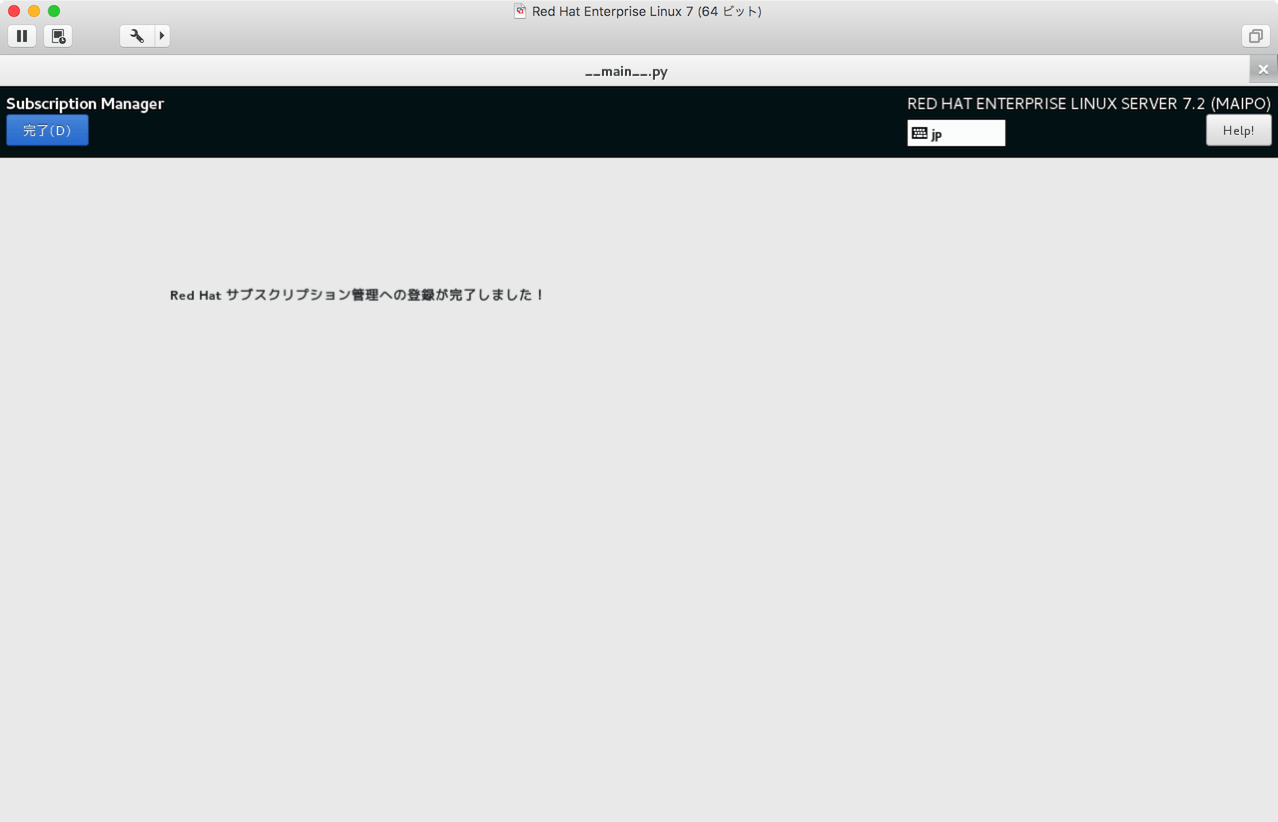 Red Hat Enterprise Linux 7 (64 ビット)
__main__.py
Subscription Manager
RED HAT ENTERPRISE LINUX SERVER 7.2 (MAIPO)
完了(D)
jp
Help!
Red Hat サブスクリプション管理への登録が完了しました！